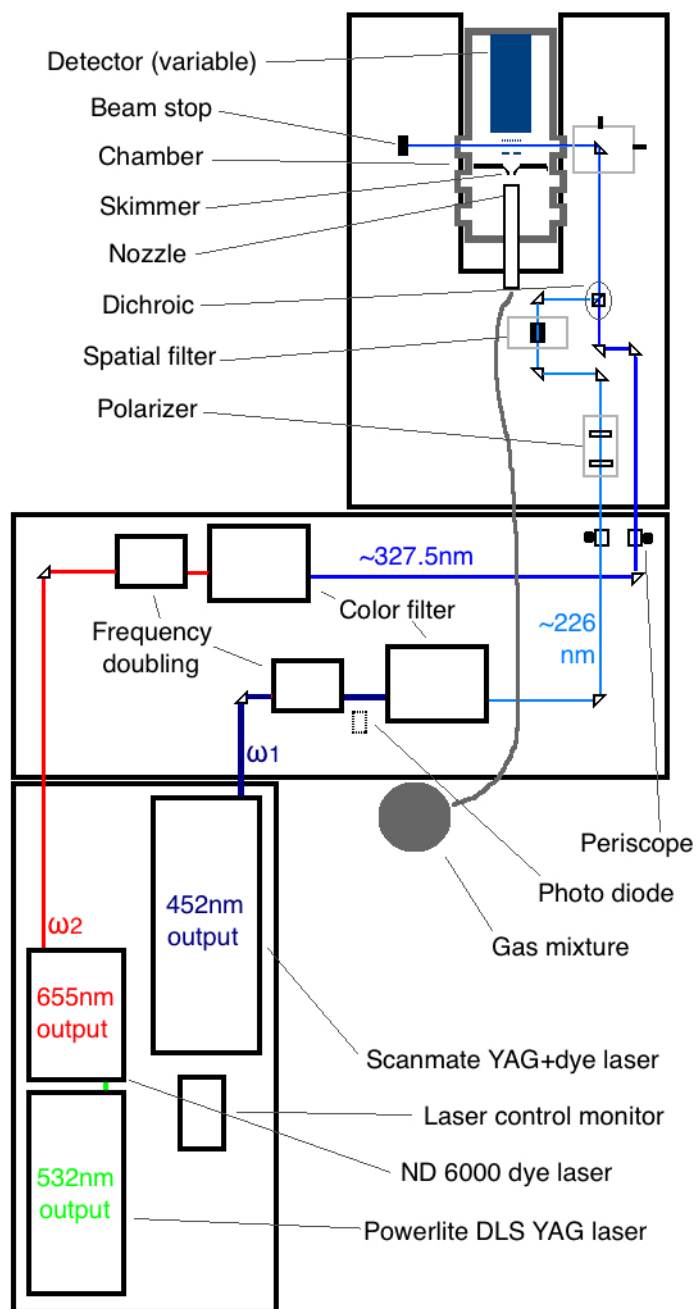 Detector (variable)
Beam stop
Chamber
Skimmer
Nozzle
Dichroic
Spatial filter
Polarizer
~327.5nm
Color filter
Frequency
doubling
~226
nm
ω1
Periscope
Photo diode
Gas mixture
452nm
output
ω2
655nm
output
Scanmate YAG+dye laser
Laser control monitor
ND 6000 dye laser
532nm
output
Powerlite DLS YAG laser